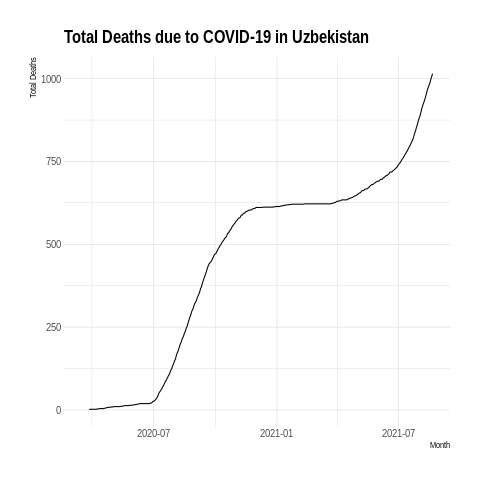 Total Deaths due to COVID-19 in Uzbekistan
Total Deaths
1000
750
500
250
0
2020-07
2021-01
2021-07
Month